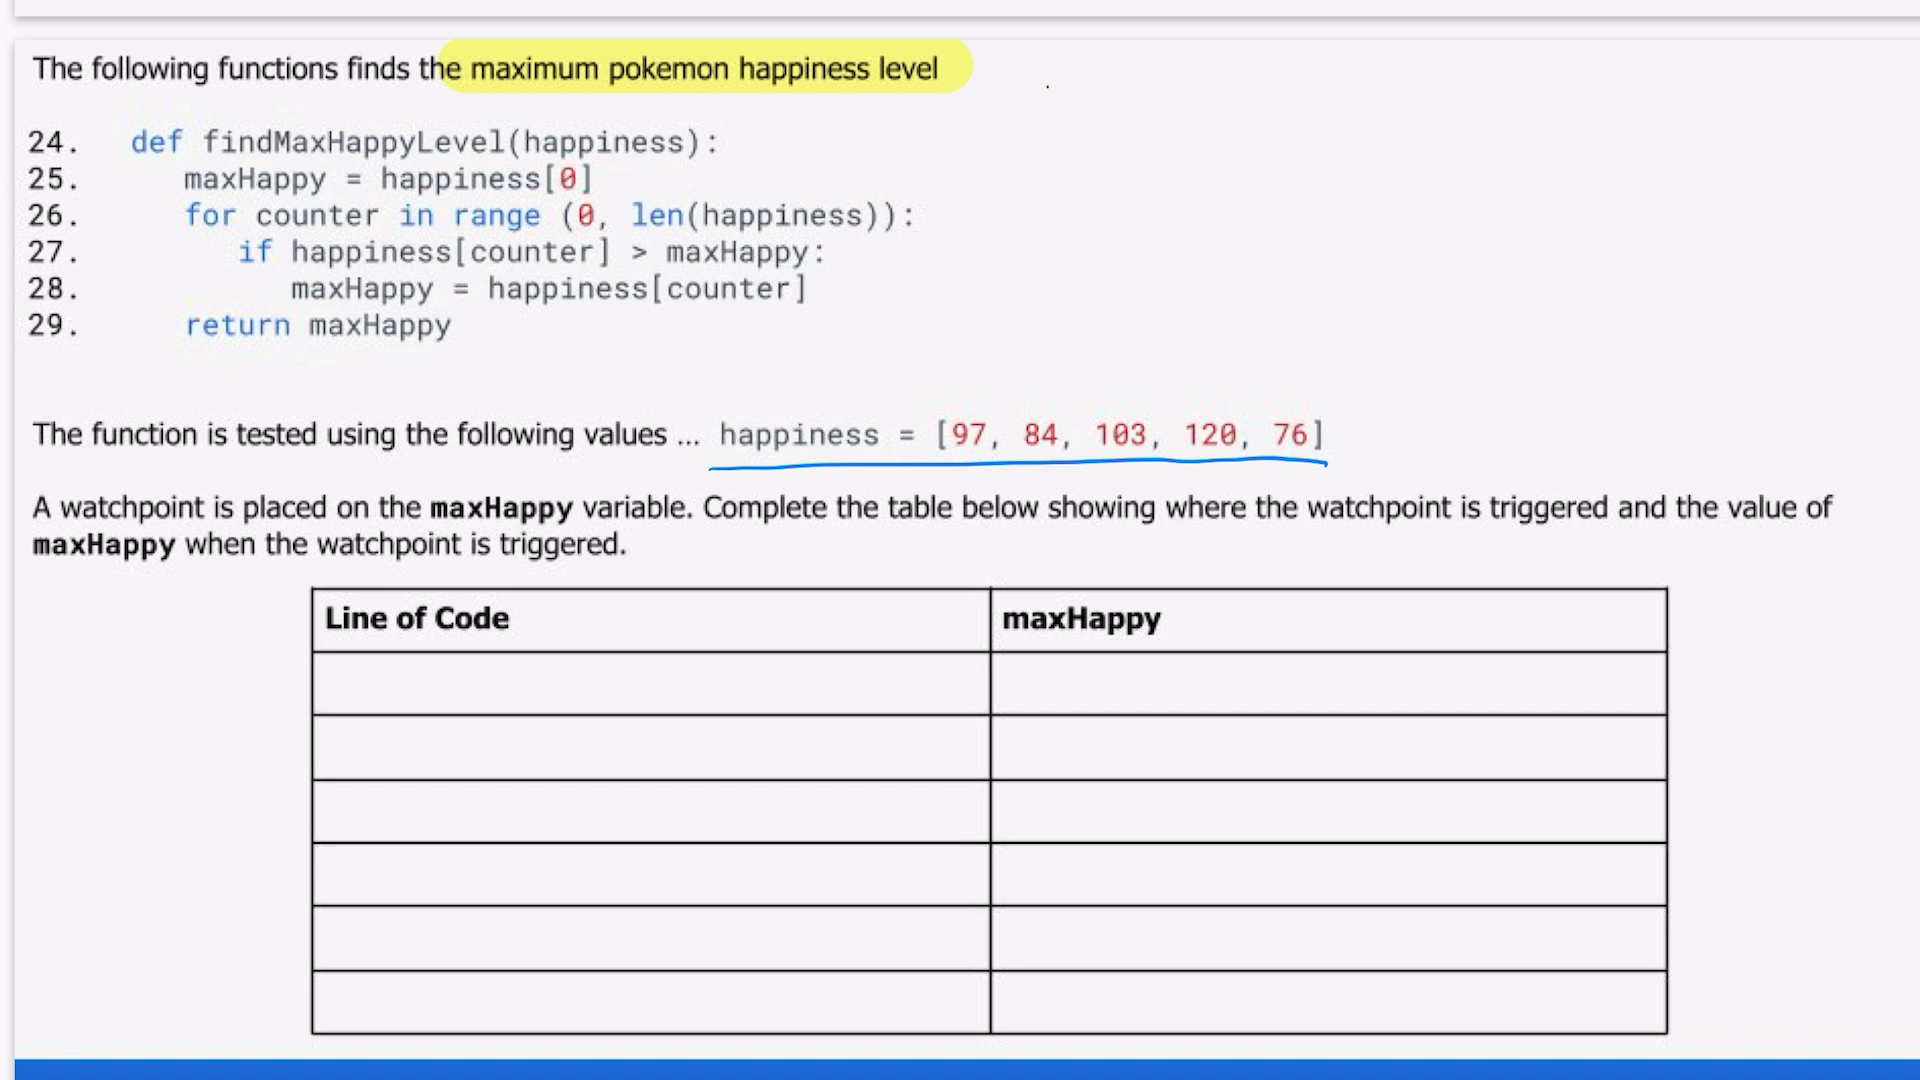 The following functions finds the maximum pokemon happiness level
24. def findMaxHappyLevel(happiness):
25. maxHappy = happiness[0]
26. for counter in range (0, len(happiness)):
27. if happiness[counter] > maxHappy:
28. maxHappy = happiness[counter]
29. return maxHappy
The function is tested using the following values ... happiness = [97, 84, 103, 120, 76]
A watchpoint is placed on the maxHappy variable. Complete the table below showing where the watchpoint is triggered and the value of
maxHappy when the watchpoint is triggered.
Line of Code maxHappy